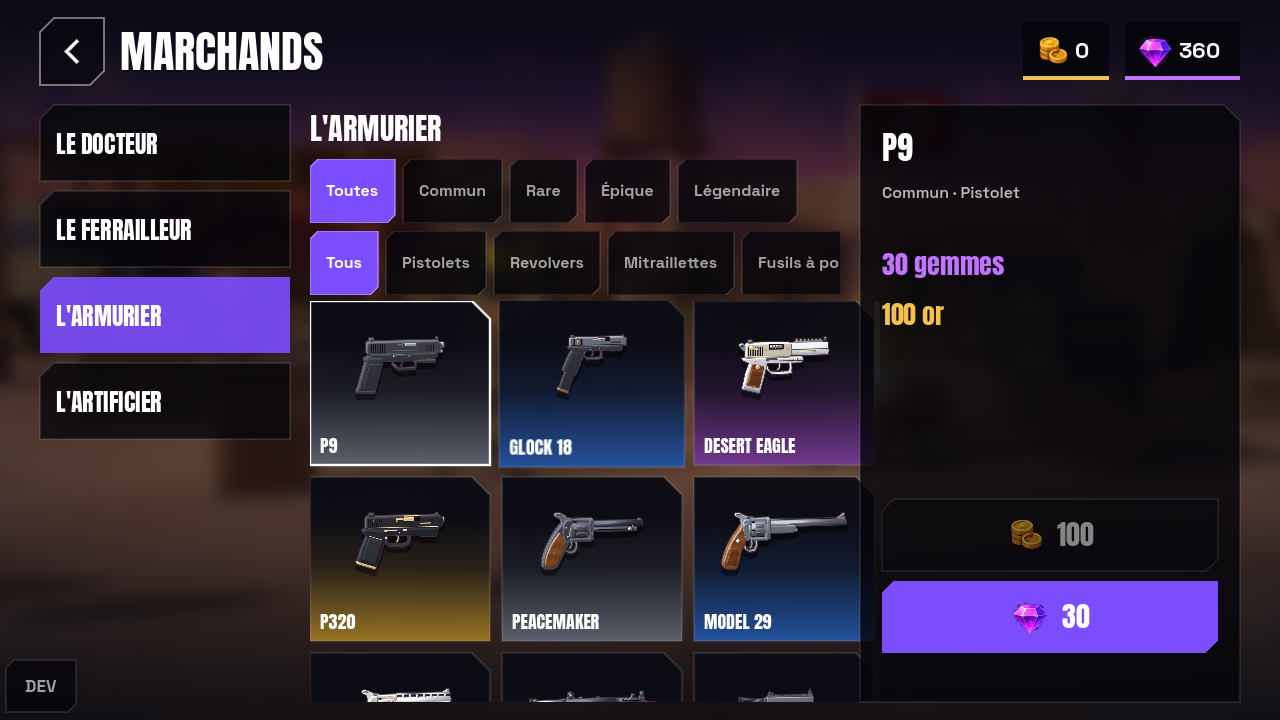 MARCHANDS
0
360
LE DOCTEUR
LE FERRAILLEUR
L'ARMURIER
L'ARTIFICIER
L'ARMURIER
Toutes
Commun
Rare
Épique
Légendaire
Tous
Pistolets
Revolvers
Mitraillettes
Fusils à po
P9
GLOCK 18
DESERT EAGLE
P320
PEACEMAKER
MODEL 29
P9
Commun · Pistolet
30 gemmes
100 or
100
30
DEV